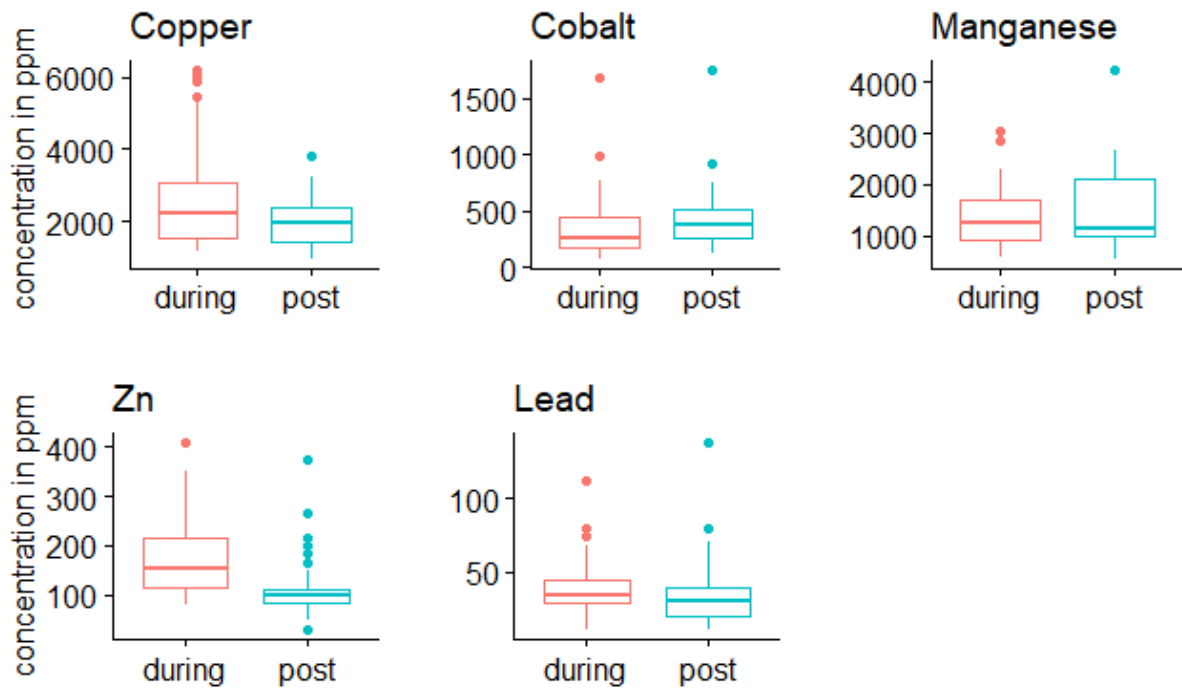 Copper
concentration in ppm
6000
4000
2000
during post
Cobalt
1500
1000
500
0
during post
Manganese
4000
3000
2000
1000
during post
Zn
concentration in ppm
400
300
200
100
during post
Lead
100
50
during post